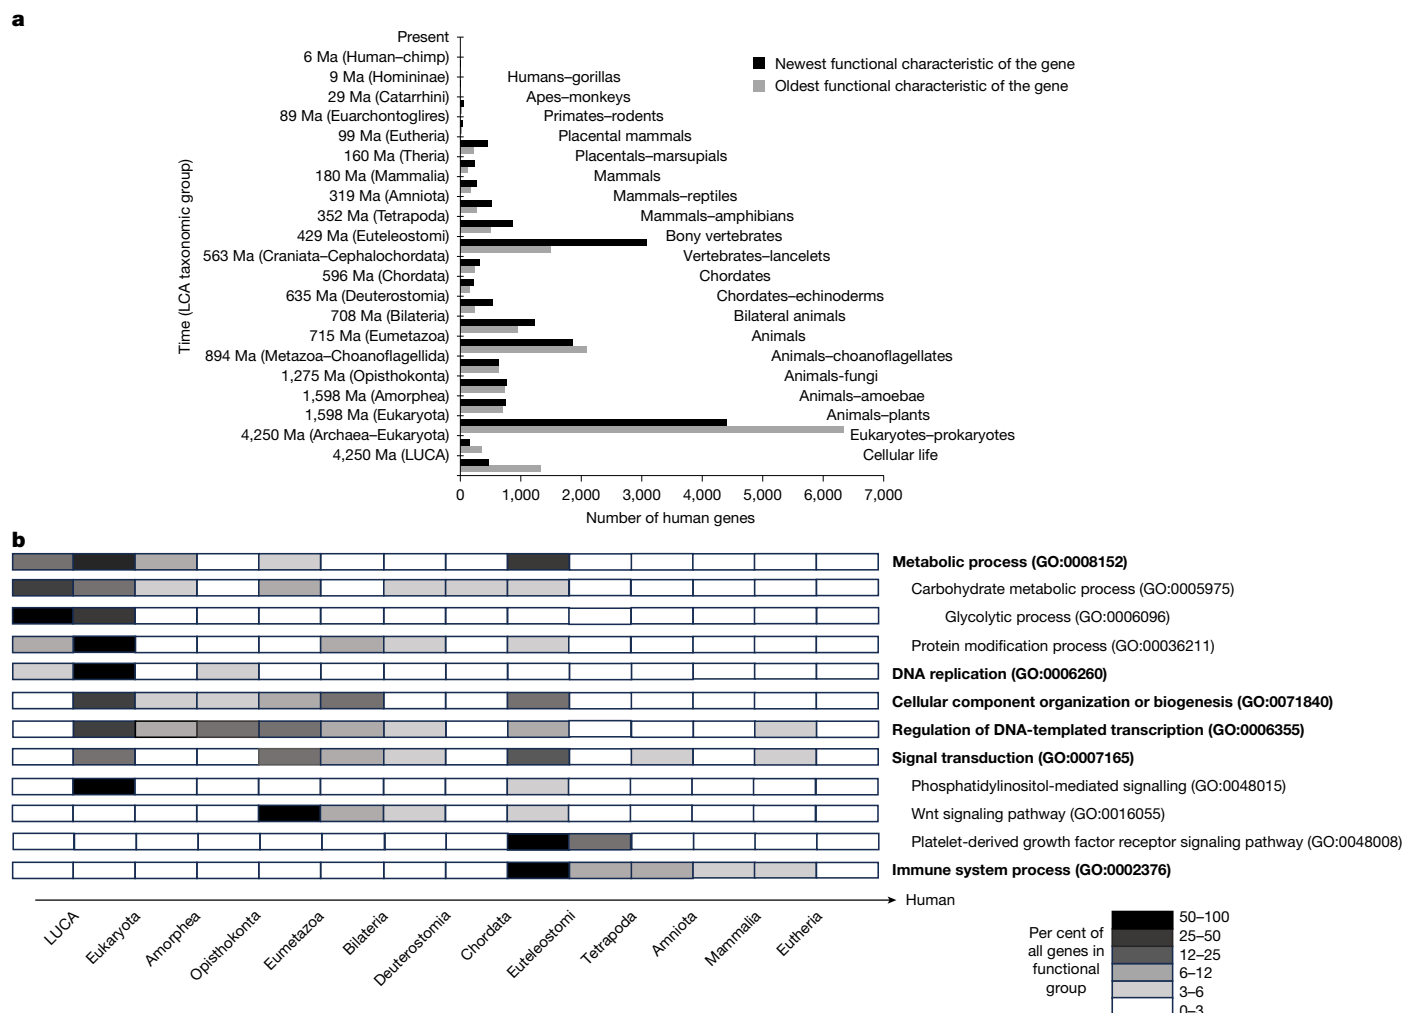 a
Present
6 Ma (Human–chimp)
9 Ma (Homininae)
29 Ma (Catarrhini)
89 Ma (Euarchontoglires)
99 Ma (Eutheria)
160 Ma (Theria)
180 Ma (Mammalia)
319 Ma (Amniota)
352 Ma (Tetrapoda)
429 Ma (Euteleostomi)
563 Ma (Craniata–Cephalochordata)
596 Ma (Chordata)
635 Ma (Deuterostomia)
708 Ma (Bilateria)
715 Ma (Eumetazoa)
894 Ma (Metazoa–Choanoflagellida)
1,275 Ma (Opisthokonta)
1,598 Ma (Amorphea)
1,598 Ma (Eukaryota)
4,250 Ma (Archaea–Eukaryota)
4,250 Ma (LUCA)
Time (LCA taxonomic group)
Humans–gorillas
Apes–monkeys
Primates–rodents
Placental mammals
Placentals–marsupials
Mammals
Mammals–reptiles
Mammals–amphibians
Bony vertebrates
Vertebrates–lancelets
Chordates
Chordates–echinoderms
Bilateral animals
Animals
Animals–choanoflagellates
Animals-fungi
Animals–amoebae
Animals–plants
Eukaryotes–prokaryotes
Cellular life
Newest functional characteristic of the gene
Oldest functional characteristic of the gene
0 1,000 2,000 3,000 4,000 5,000 6,000 7,000
Number of human genes
b
Metabolic process (GO:0008152)
Carbohydrate metabolic process (GO:0005975)
Glycolytic process (GO:0006096)
Protein modification process (GO:00036211)
DNA replication (GO:0006260)
Cellular component organization or biogenesis (GO:0071840)
Regulation of DNA-templated transcription (GO:0006355)
Signal transduction (GO:0007165)
Phosphatidylinositol-mediated signalling (GO:0048015)
Wnt signaling pathway (GO:0016055)
Platelet-derived growth factor receptor signaling pathway (GO:0048008)
Immune system process (GO:0002376)
Human
LUCA
Eukaryota
Amorphea
Opisthokonta
Eumetazoa
Bilateria
Deuterostomia
Chordata
Euteleostomi
Tetrapoda
Amniota
Mammalia
Eutheria
Per cent of
all genes in
functional
group
50–100
25–50
12–25
6–12
3–6
0–3